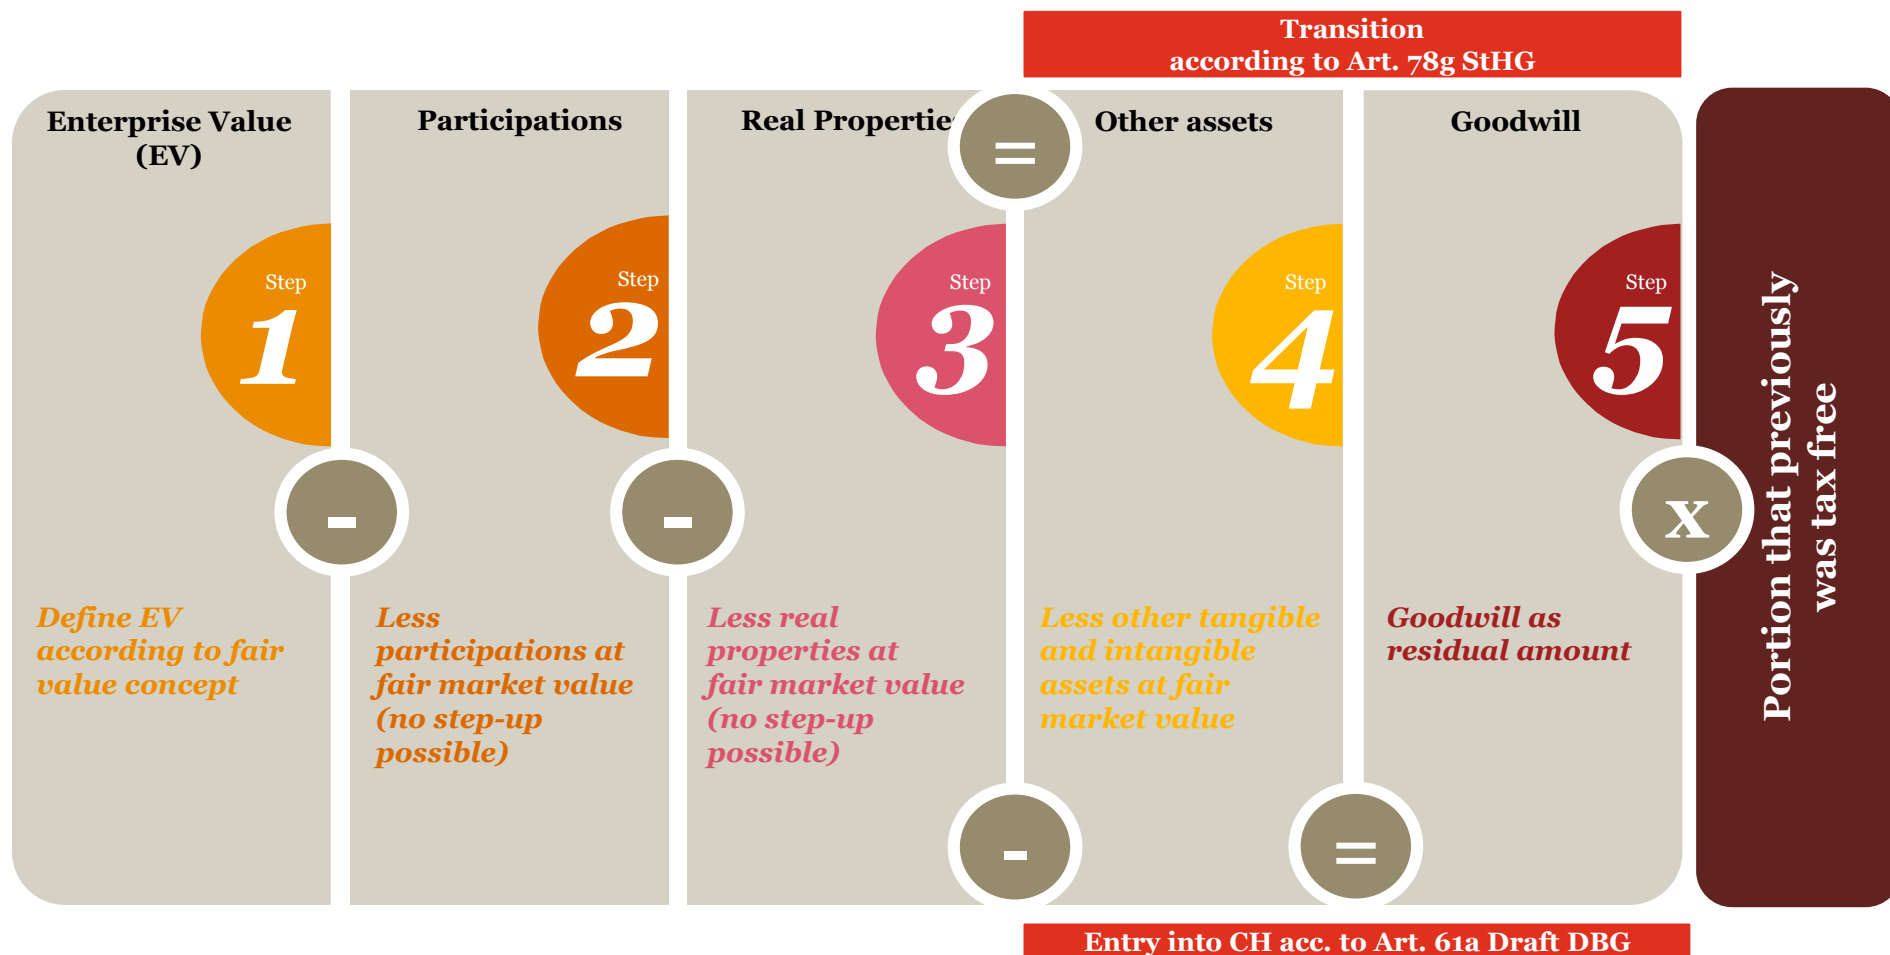 Transition
according to Art. 78g StHG
Enterprise Value
(EV)
Step
1
-
Define EV
according to fair
value concept
Participations
Step
2
-
Less
participations at
fair market value
(no step-up
possible)
Real Propertie
=
Step
3
Less real
properties at
fair market value
(no step-up
possible)
-
Other assets
Step
4
Less other tangible
and intangible
assets at fair
market value
=
Goodwill
Step
5
x
Goodwill as
residual amount
Portion that previously
was tax free
Entry into CH acc. to Art. 61a Draft DBG